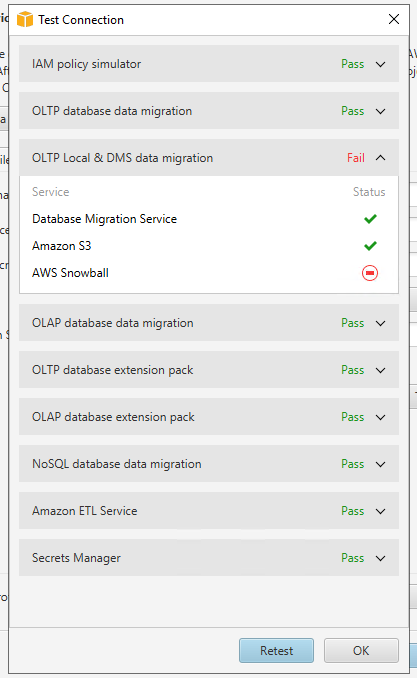 Test Connection
IAM policy simulator Pass
OLTP database data migration Pass
OLTP Local & DMS data migration Fail
Service Status
Database Migration Service
Amazon S3
AWS Snowball
OLAP database data migration Pass
OLTP database extension pack Pass
OLAP database extension pack Pass
NoSQL database data migration Pass
Amazon ETL Service Pass
Secrets Manager Pass
Retest OK